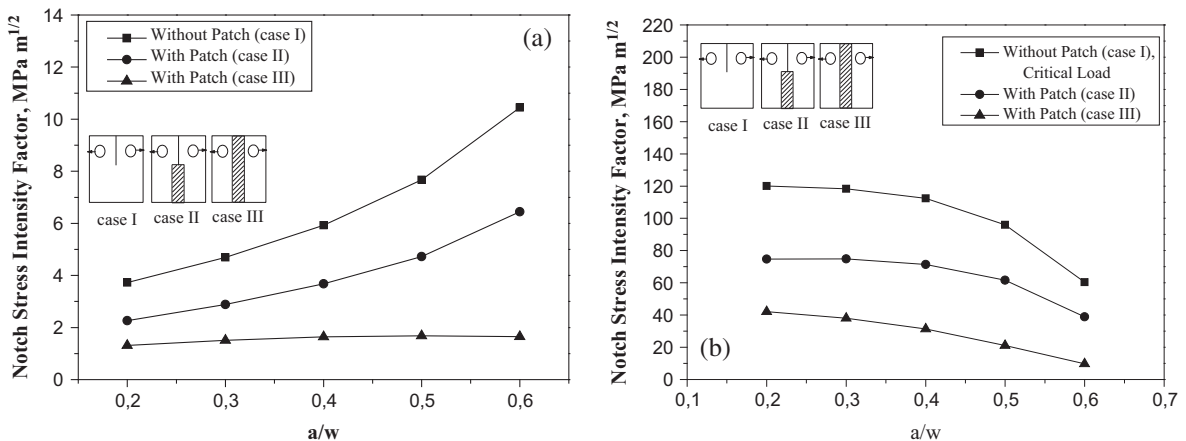 14
12
10
8
6
4
2
0
Notch Stress Intensity Factor, MPa m^{1/2}
Without Patch (case I)
With Patch (case II)
With Patch (case III)
(a)
case I
case II
case III
0,2
0,3
0,4
0,5
0,6
a/w
220
200
180
160
140
120
100
80
60
40
20
0
Notch Stress Intensity Factor, MPa m^{1/2}
Without Patch (case I),
Critical Load
With Patch (case II)
With Patch (case III)
case I
case II
case III
(b)
0,1
0,2
0,3
0,4
0,5
0,6
0,7
a/w